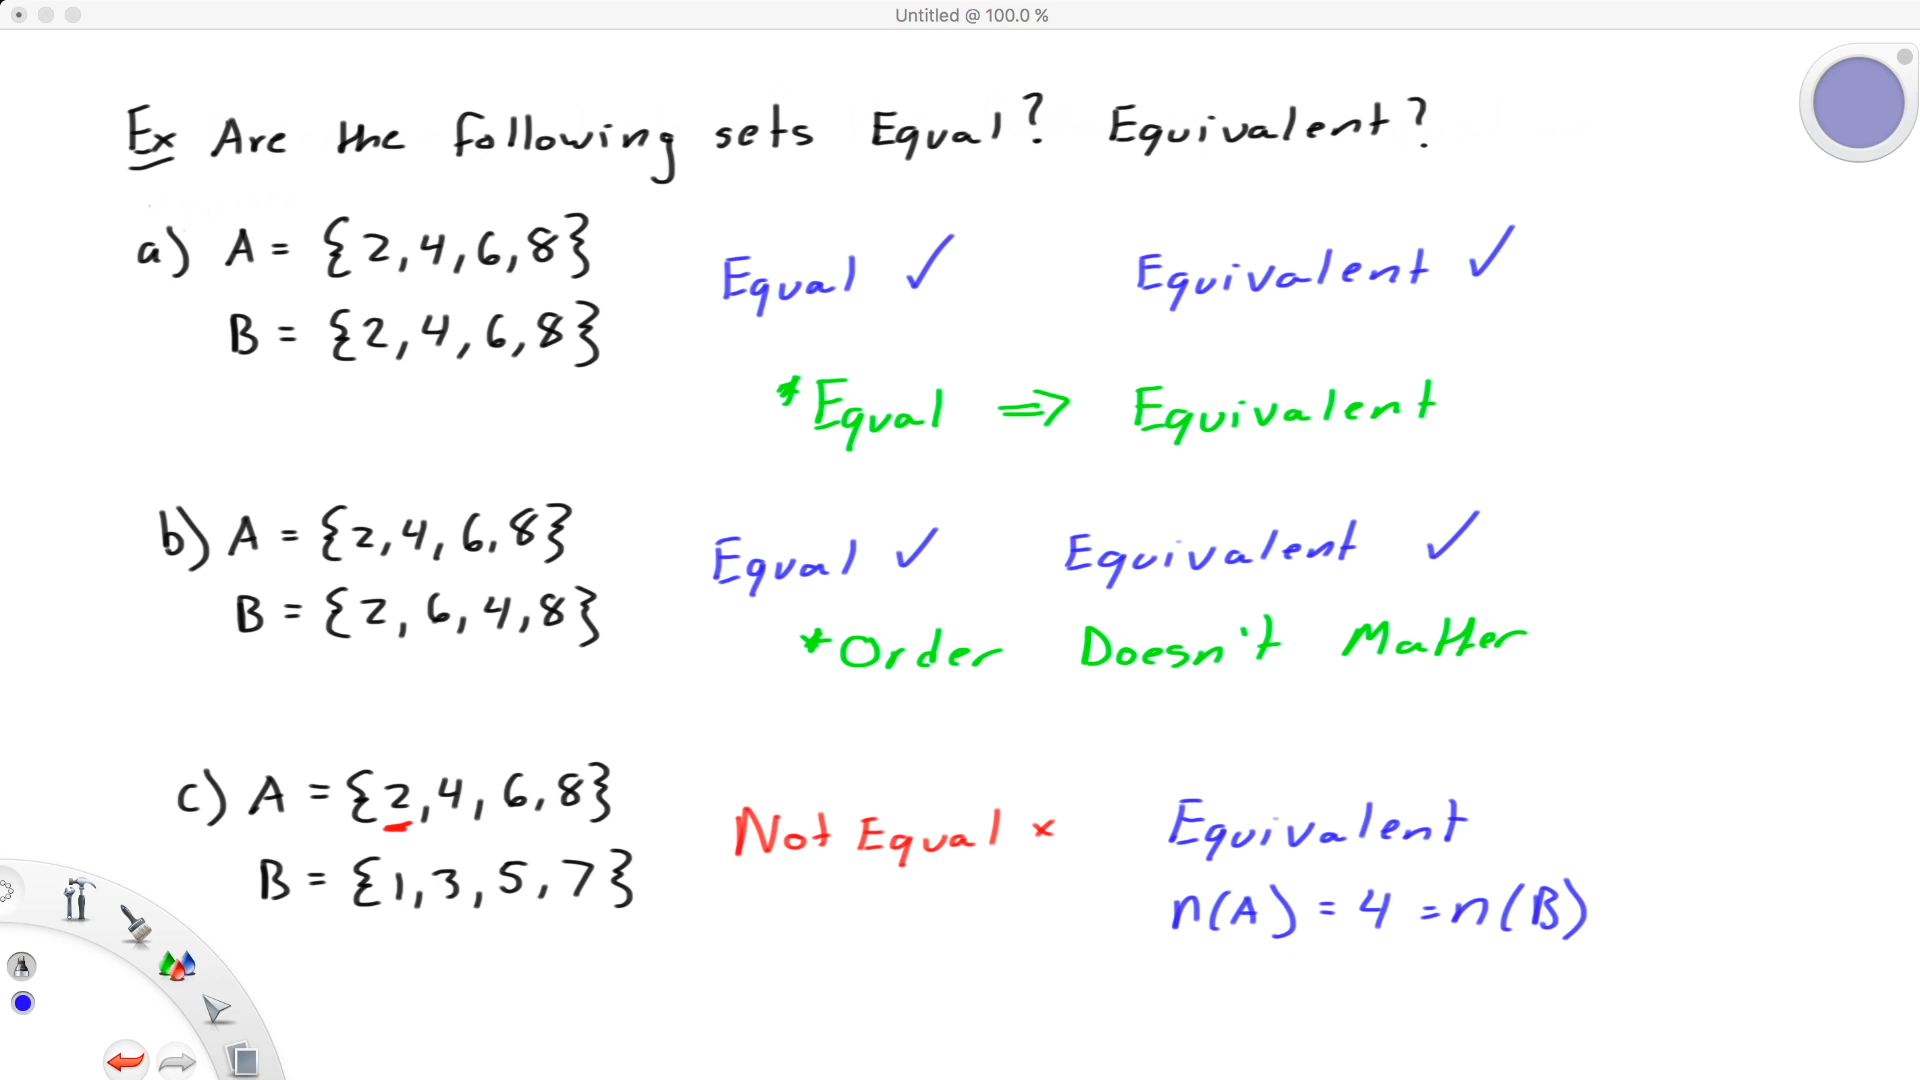 Untitled @ 100.0 %
Ex Are the following sets Equal? Equivalent?
a) A = {2,4,6,8}
B = {2,4,6,8}
Equal ✓ Equivalent ✓
*Equal ⇒ Equivalent
b) A = {2,4,6,8}
B = {2,6,4,8}
Equal ✓ Equivalent ✓
*Order Doesn't Matter
c) A = {2,4,6,8}
B = {1,3,5,7}
Not Equal × Equivalent
n(A) = 4 = n(B)